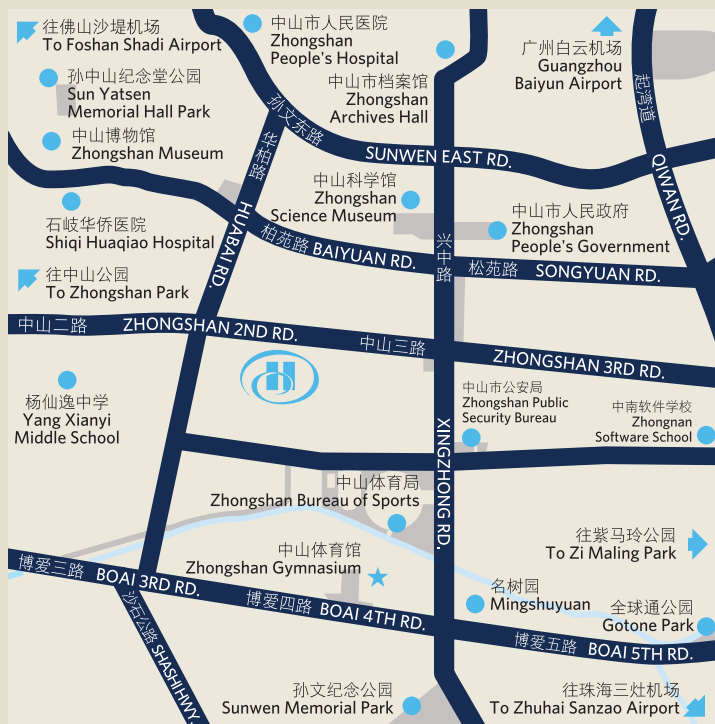 往佛山沙堤机场
To Foshan Shadi Airport
中山市人民医院
Zhongshan
People's Hospital
广州白云机场
Guangzhou
Baiyun Airport
孙中山纪念堂公园
Sun Yatsen
Memorial Hall Park
中山市档案馆
Zhongshan
Archives Hall
起湾道
QIWAN RD.
中山博物馆
Zhongshan Museum
孙文东路
SUNWEN EAST RD.
华柏路
HUABAI RD.
中山科学馆
Zhongshan
Science Museum
石岐华侨医院
Shiqi Huaqiao Hospital
中山市人民政府
Zhongshan
People's Government
柏苑路 BAIYUAN RD.
兴中路
松苑路 SONGYUAN RD.
往中山公园
To Zhongshan Park
中山二路 ZHONGSHAN 2ND RD.
中山三路
ZHONGSHAN 3RD RD.
杨仙逸中学
Yang Xianyi
Middle School
中山市公安局
Zhongshan Public
Security Bureau
中南软件学校
Zhongnan
Software School
XINGZHONG RD.
中山体育局
Zhongshan Bureau of Sports
中山体育馆
Zhongshan Gymnasium
往紫马玲公园
To Zi Maling Park
博爱三路 BOAI 3RD RD.
博爱四路 BOAI 4TH RD.
名树园
Mingshuyuan
全球通公园
Gotone Park
博爱五路 BOAI 5TH RD.
沙石公路 SHASHIHWY.
孙文纪念公园
Sunwen Memorial Park
往珠海三灶机场
To Zhuhai Sanzao Airport